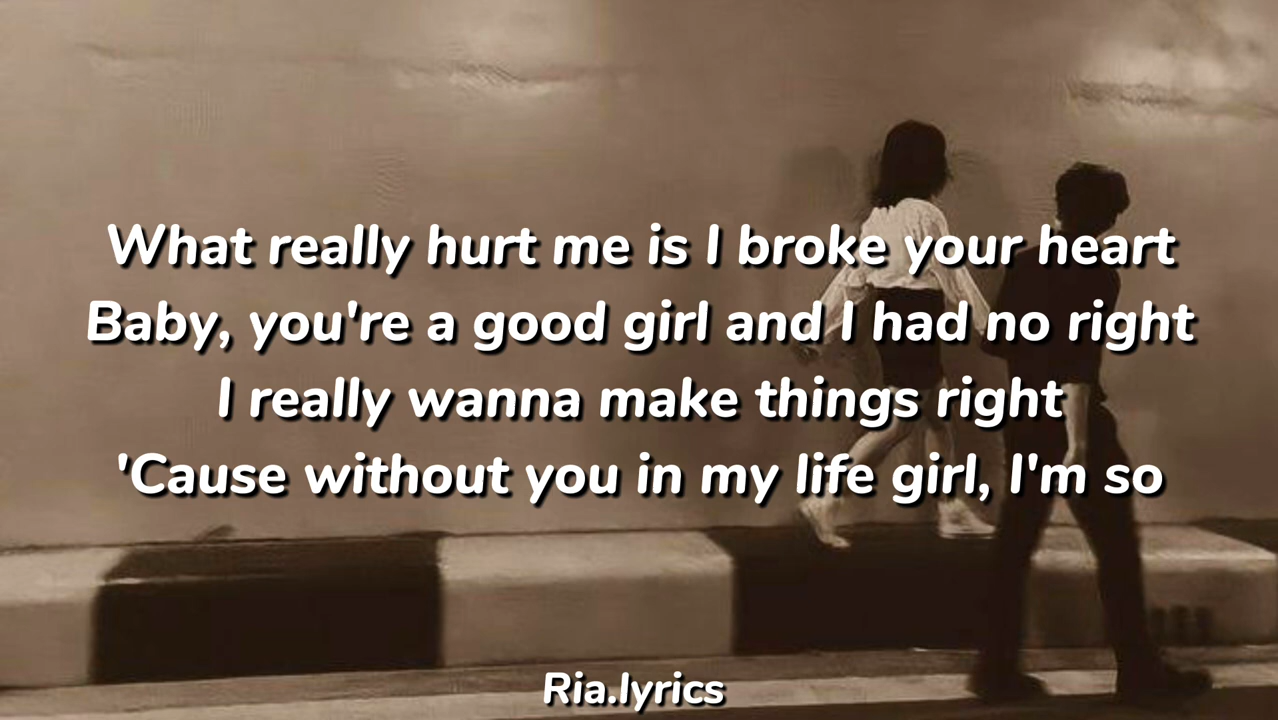 What really hurt me is I broke your heart
Baby, you're a good girl and I had no right
I really wanna make things right
'Cause without you in my life girl, I'm so
Ria.lyrics